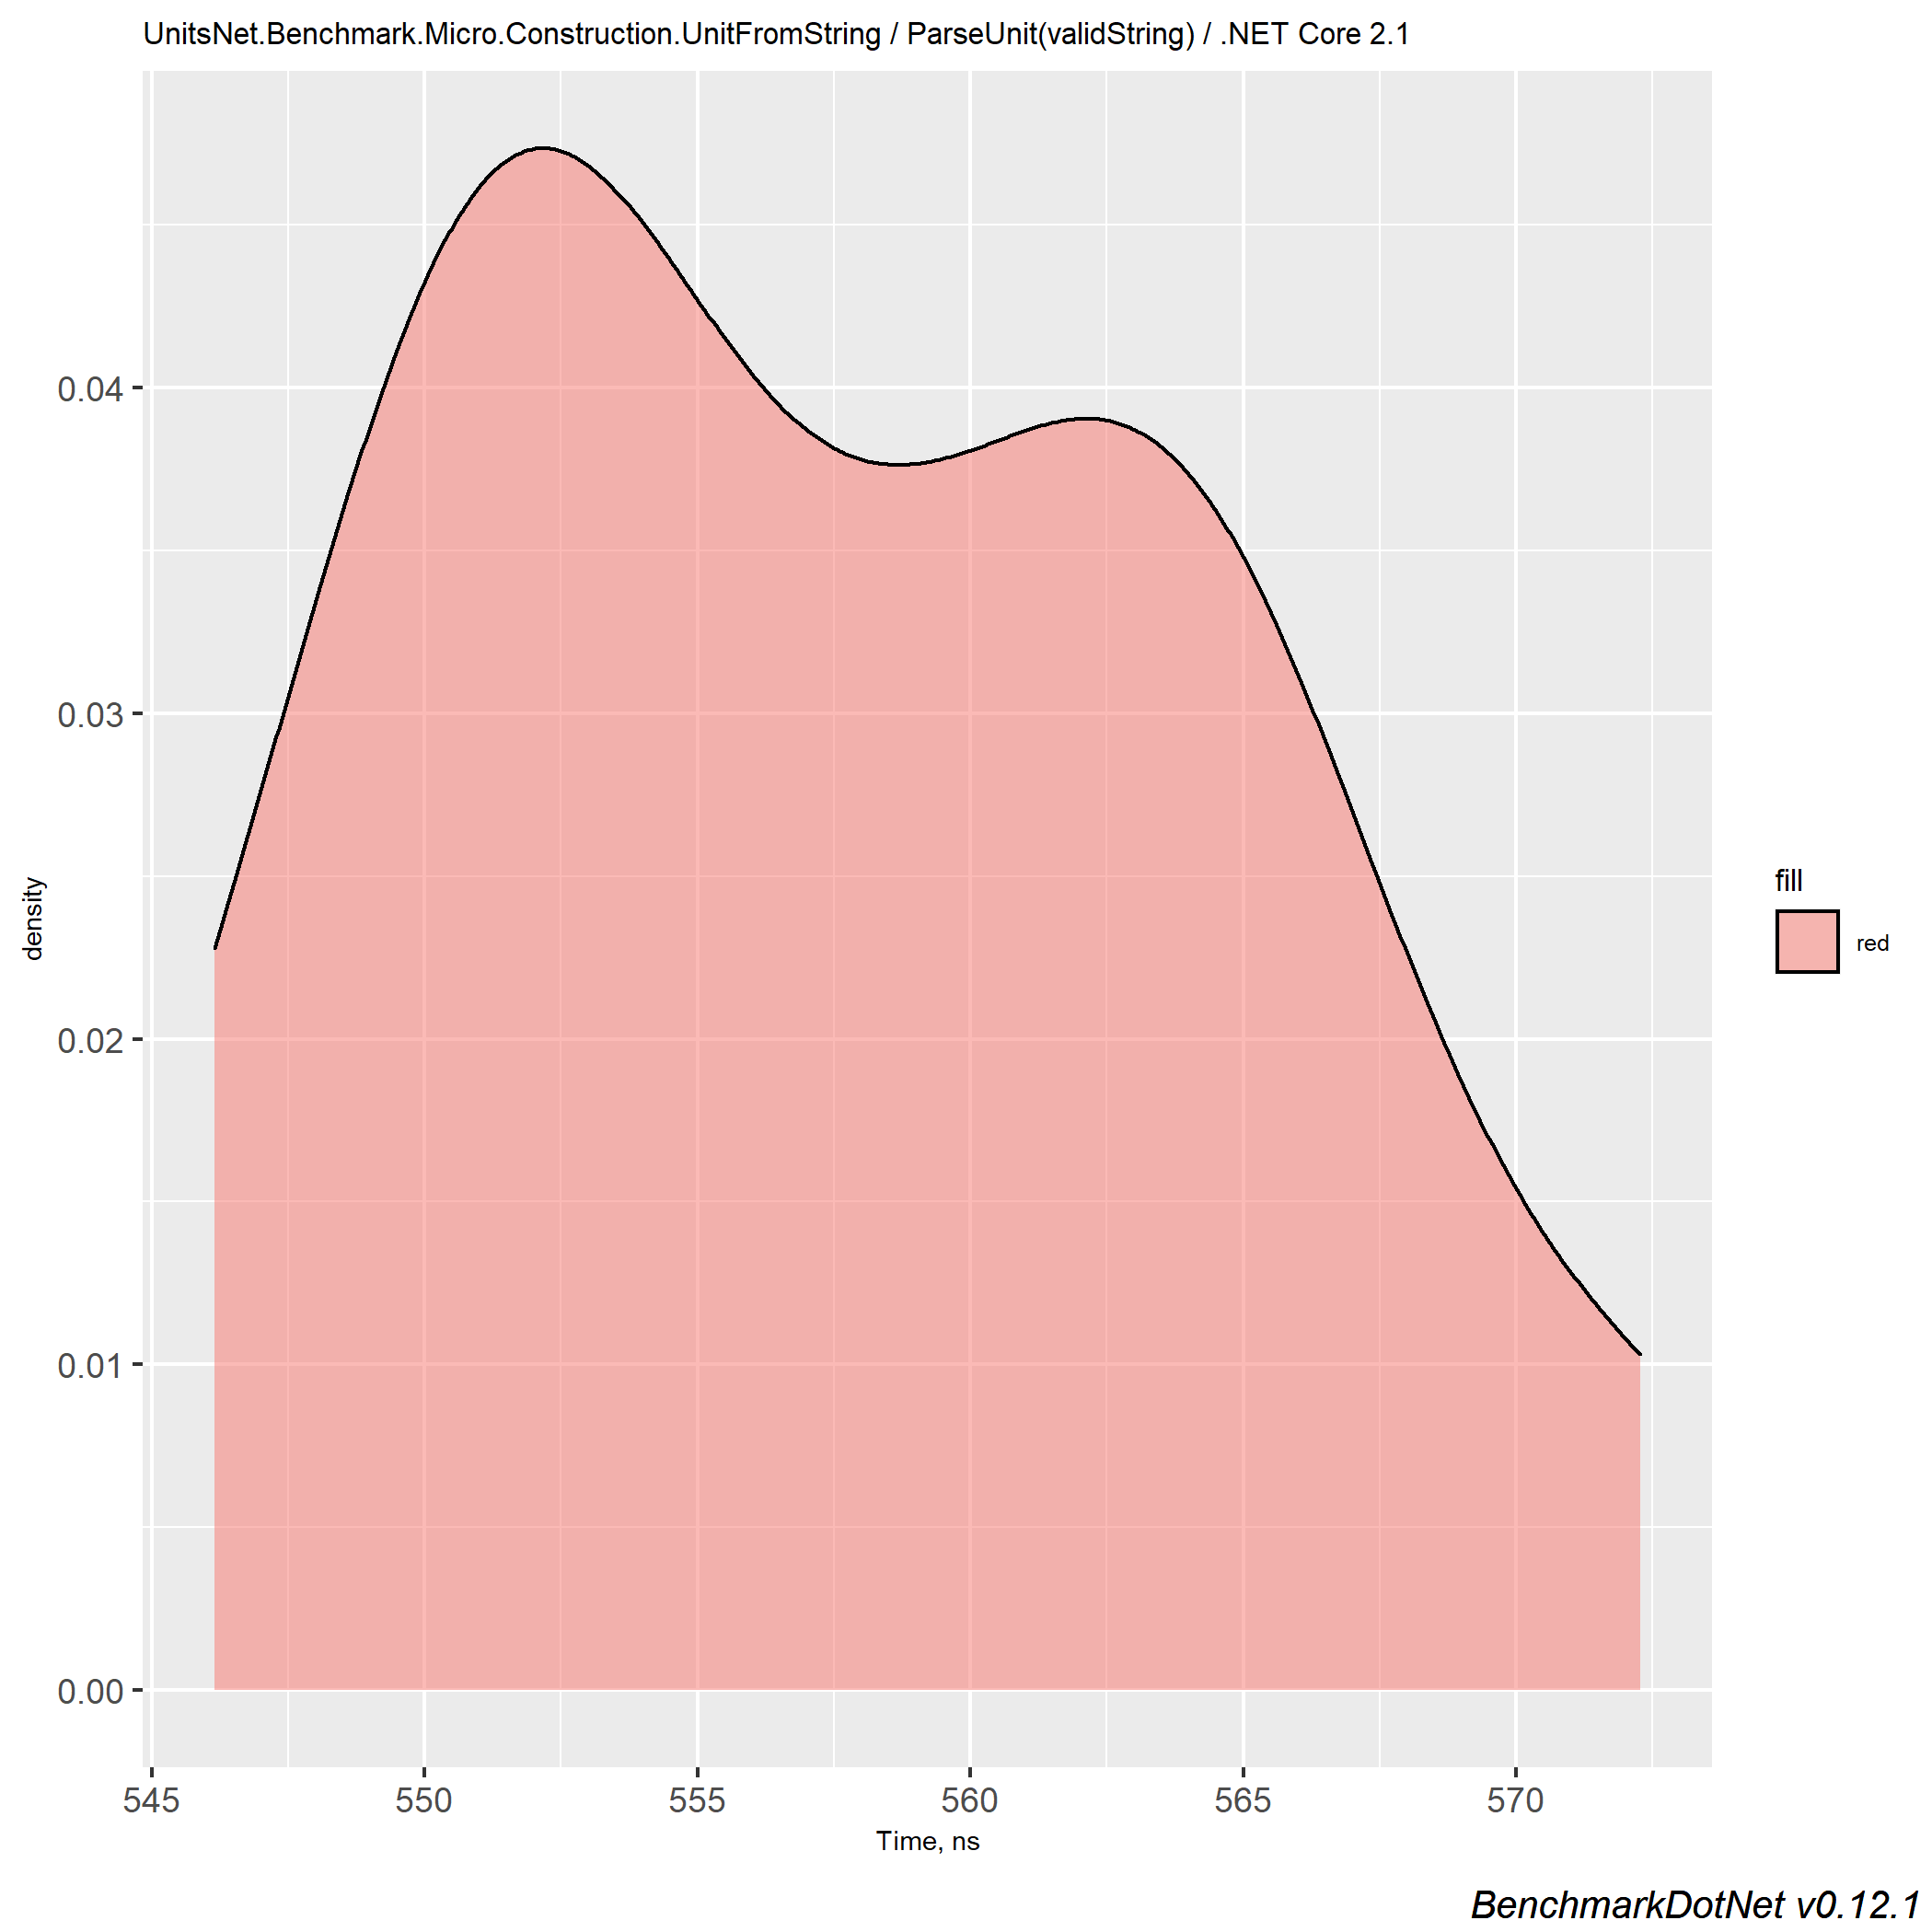 UnitsNet.Benchmark.Micro.Construction.UnitFromString / ParseUnit(validString) / .NET Core 2.1
0.04
0.03
0.02
0.01
0.00
density
545 550 555 560 565 570
Time, ns
fill
red
BenchmarkDotNet v0.12.1